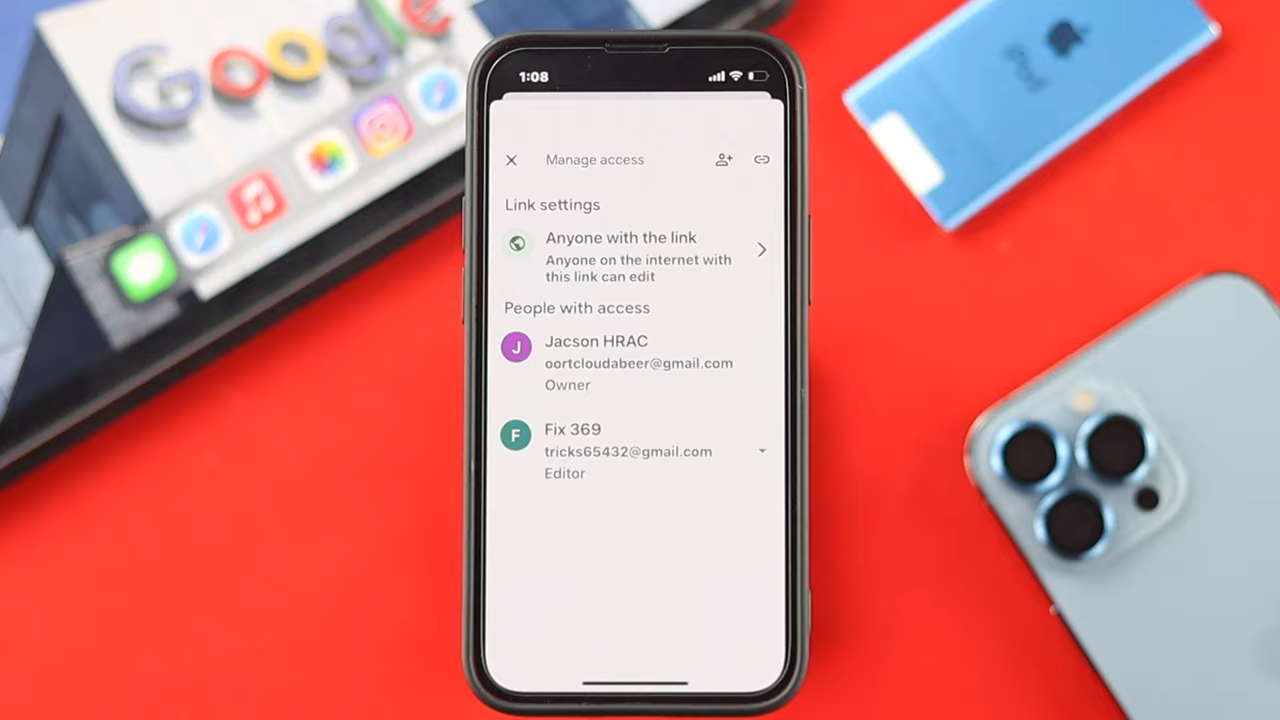 Google
iPod
1:08
Manage access
Link settings
Anyone with the link
Anyone on the internet with
this link can edit
People with access
J
Jacson HRAC
oortcloudabeer@gmail.com
Owner
F
Fix 369
tricks65432@gmail.com
Editor